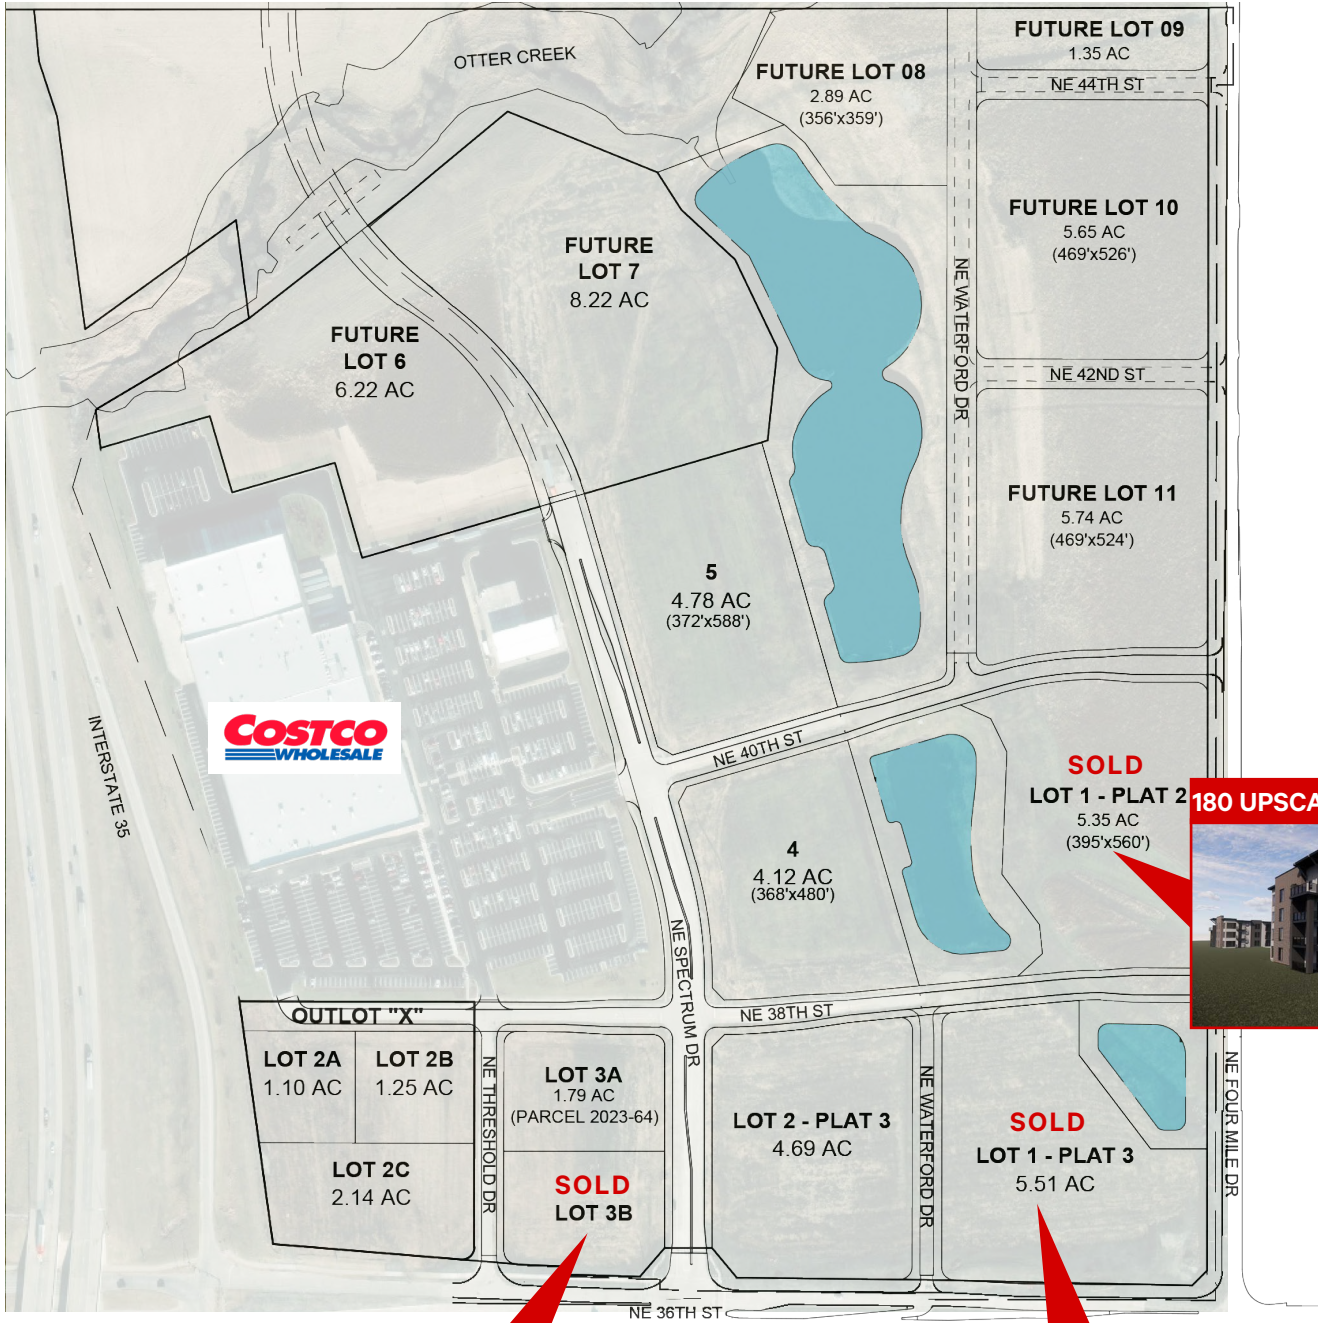 FUTURE LOT 09
1.35 AC
NE 44TH ST
OTTER CREEK
FUTURE LOT 08
2.89 AC
(356'x359')
FUTURE LOT 10
5.65 AC
(469'x526')
FUTURE
LOT 7
8.22 AC
FUTURE
LOT 6
6.22 AC
NE WATERFORD DR
NE 42ND ST
FUTURE LOT 11
5.74 AC
(469'x524')
5
4.78 AC
(372'x588')
COSTCO
WHOLESALE
INTERSTATE 35
NE 40TH ST
SOLD
LOT 1 - PLAT 2
5.35 AC
(395'x560')
180 UPSCA
4
4.12 AC
(368'x480')
NE SPECTRUM DR
NE 38TH ST
OUTLOT "X"
LOT 2A
1.10 AC
LOT 2B
1.25 AC
LOT 2C
2.14 AC
NE THRESHOLD DR
LOT 3A
1.79 AC
(PARCEL 2023-64)
SOLD
LOT 3B
LOT 2 - PLAT 3
4.69 AC
NE WATERFORD DR
SOLD
LOT 1 - PLAT 3
5.51 AC
NE FOUR MILE DR
NE 36TH ST